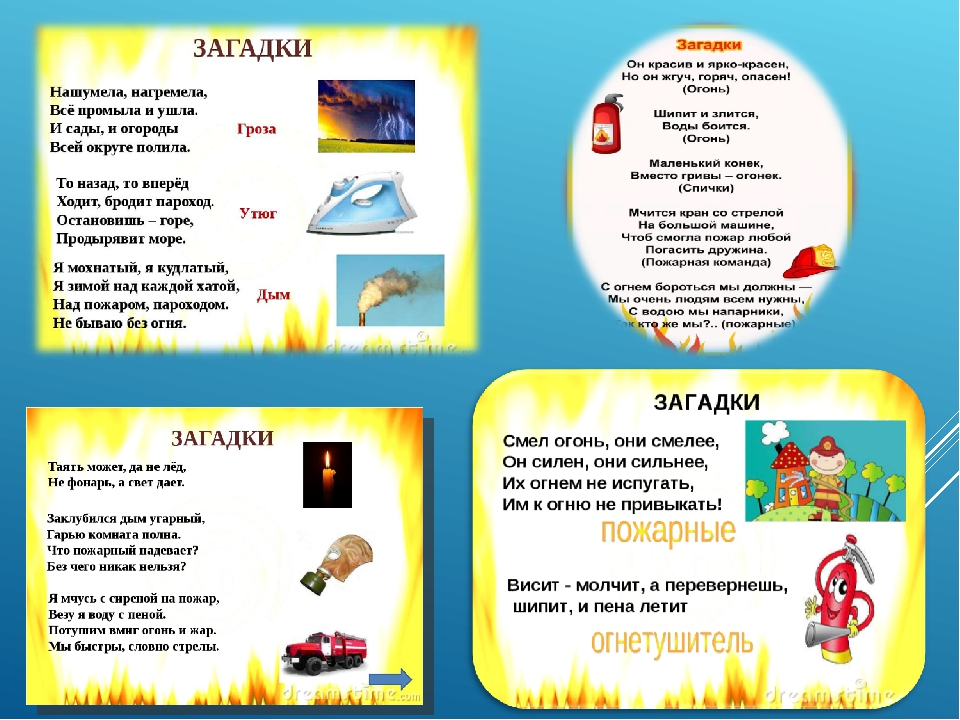 ЗАГАДКИ
Нашумела, нагремела,
Всё промыла и ушла.
И сады, и огороды
Всей округе полила.
Гроза
То назад, то вперёд
Ходит, бродит пароход.
Остановишь – горе,
Продырявит море.
Утюг
Я мохнатый, я кудлатый,
Я зимой над каждой хатой,
Над пожаром, пароходом.
Не бываю без огня.
Дым
dreamstime
Загадки
Он красив и ярко-красен,
Но он жгуч, горяч, опасен!
(Огонь)
Шипит и злится,
Воды боится.
(Огонь)
Маленький конек,
Вместо гривы – огонек.
(Спички)
Мчится кран со стрелой
На большой машине,
Чтоб смогла пожар любой
Погасить дружина.
(Пожарная команда)
С огнем бороться мы должны —
Мы очень людям всем нужны,
С водою мы напарники,
кто же мы?.. (пожарные)
ЗАГАДКИ
Таять может, да не лёд,
Не фонарь, а свет дает.
Заклубился дым угарный,
Гарью комната полна.
Что пожарный надевает?
Без чего никак нельзя?
Я мчусь с сиреной на пожар,
Везу я воду с пеной.
Потушим вмиг огонь и жар.
Мы быстры, словно стрелы.
dreamstime.com
ЗАГАДКИ
Смел огонь, они смелее,
Он силен, они сильнее,
Их огнем не испугать,
Им к огню не привыкать!
пожарные
Висит - молчит, а перевернешь,
шипит, и пена летит
огнетушитель
dreamstime